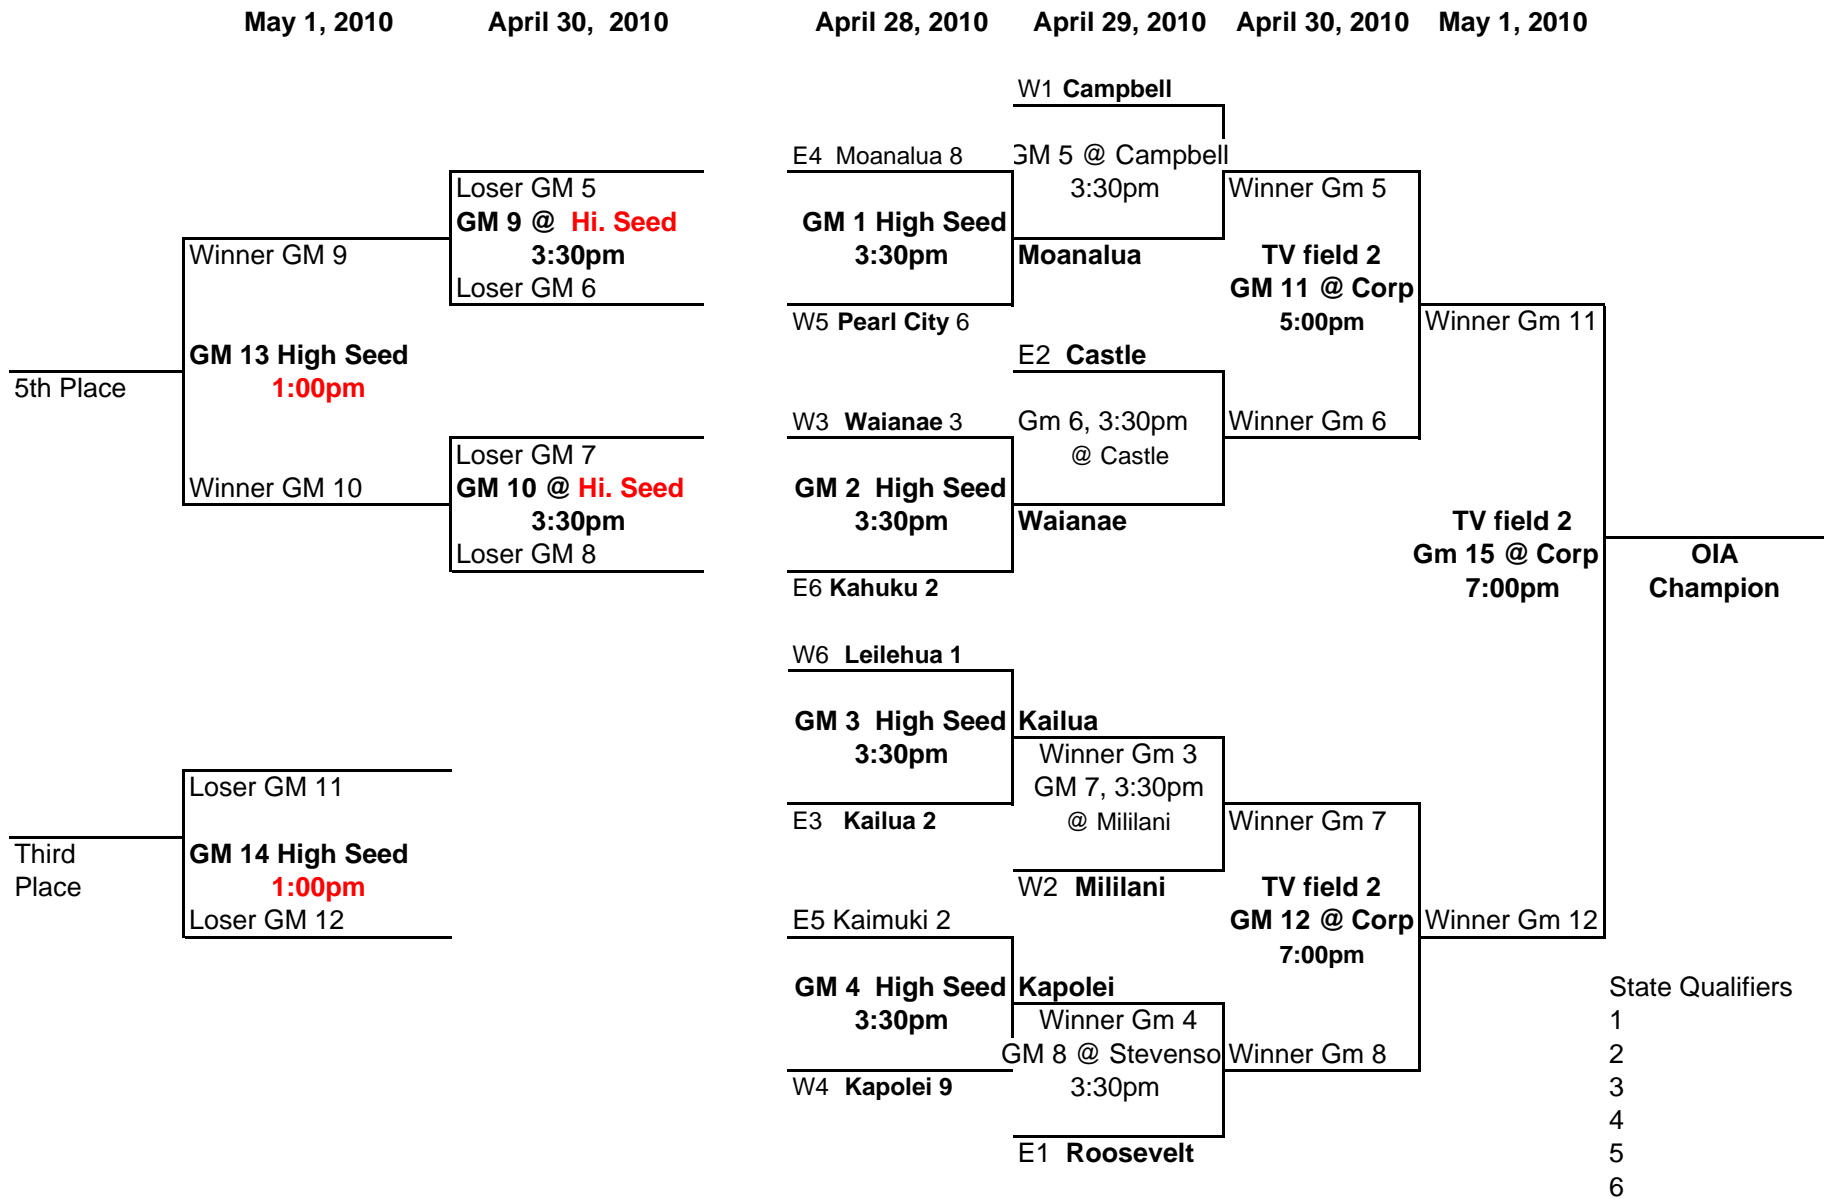 May 1, 2010 April 30, 2010 April 28, 2010 April 29, 2010 April 30, 2010 May 1, 2010
W1 Campbell
E4 Moanalua 8 GM 5 @ Campbell
Loser GM 5 3:30pm Winner Gm 5
GM 9 @ Hi. Seed GM 1 High Seed
Winner GM 9 3:30pm 3:30pm Moanalua TV field 2
Loser GM 6 GM 11 @ Corp
W5 Pearl City 6 5:00pm Winner Gm 11
GM 13 High Seed E2 Castle
5th Place 1:00pm
W3 Waianae 3 Gm 6, 3:30pm Winner Gm 6
Loser GM 7 @ Castle
Winner GM 10 GM 10 @ Hi. Seed GM 2 High Seed
3:30pm 3:30pm Waianae TV field 2
Loser GM 8 Gm 15 @ Corp OIA
E6 Kahuku 2 7:00pm Champion
W6 Leilehua 1
GM 3 High Seed Kailua
3:30pm Winner Gm 3
Loser GM 11 GM 7, 3:30pm
E3 Kailua 2 @ Mililani Winner Gm 7
Third GM 14 High Seed
Place 1:00pm W2 Mililani TV field 2
Loser GM 12 E5 Kaimuki 2 GM 12 @ Corp Winner Gm 12
7:00pm
GM 4 High Seed Kapolei State Qualifiers
3:30pm Winner Gm 4 1
GM 8 @ Stevenso Winner Gm 8 2
W4 Kapolei 9 3:30pm 3
4
E1 Roosevelt 5
6